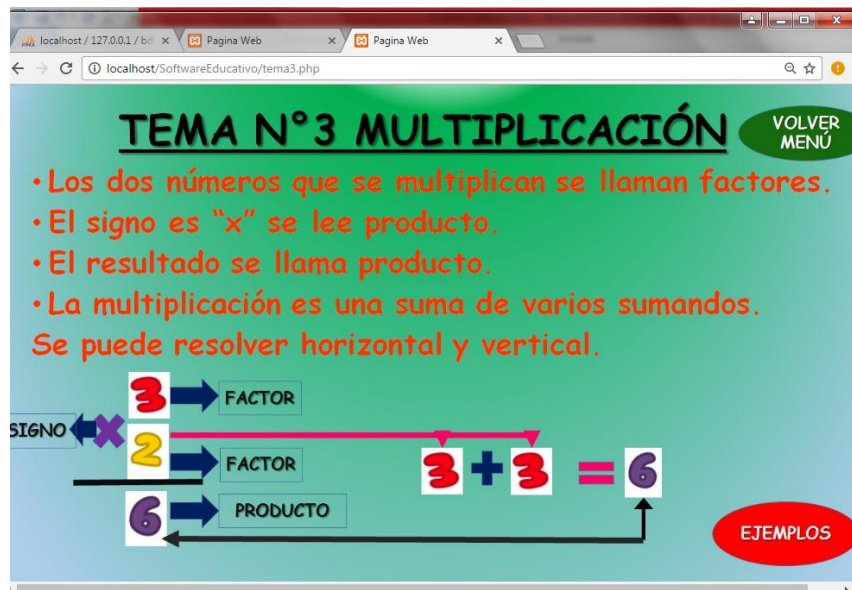 localhost / 127.0.0.1 / bd
Pagina Web
Pagina Web
localhost/SoftwareEducativo/tema3.php
TEMA N°3 MULTIPLICACIÓN
VOLVER
MENÚ
• Los dos números que se multiplican se llaman factores.
• El signo es “x” se lee producto.
• El resultado se llama producto.
• La multiplicación es una suma de varios sumandos.
Se puede resolver horizontal y vertical.
3 FACTOR
SIGNO x
2 FACTOR
3 + 3 = 6
6 PRODUCTO
EJEMPLOS